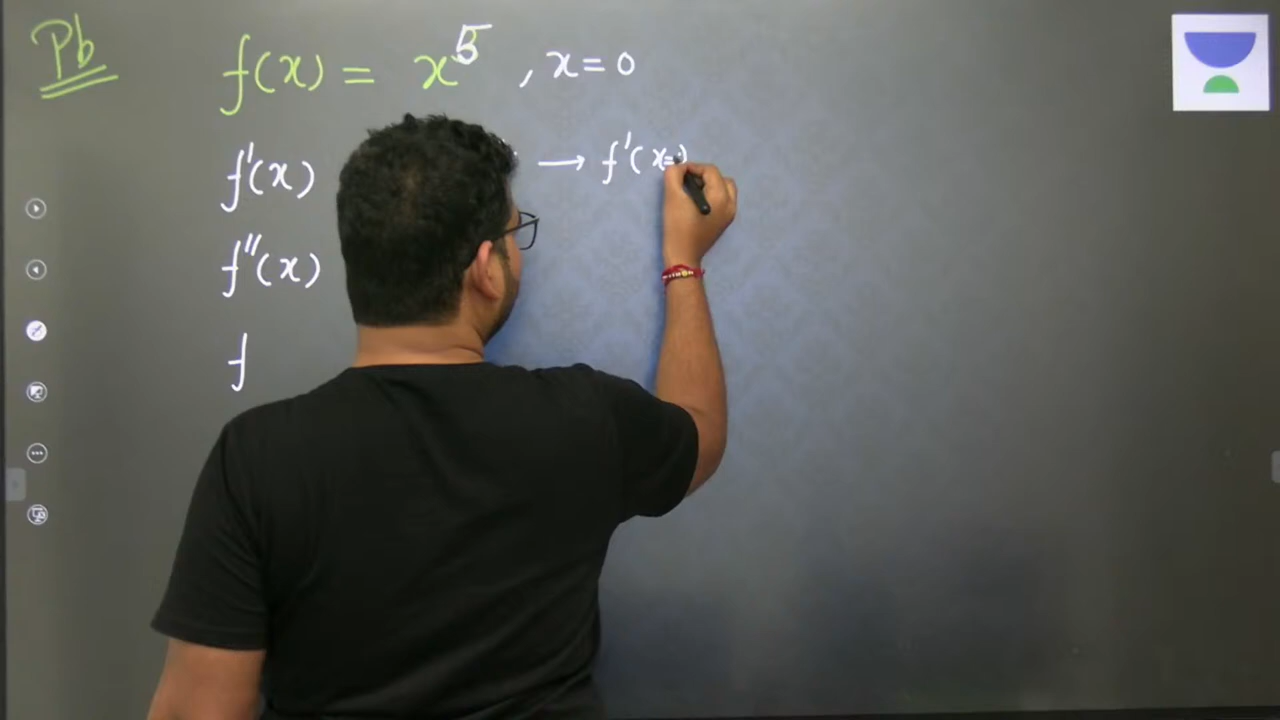 Pb
f(x) = x⁵ , x=0
f'(x) → f'(x=
f''(x)
f